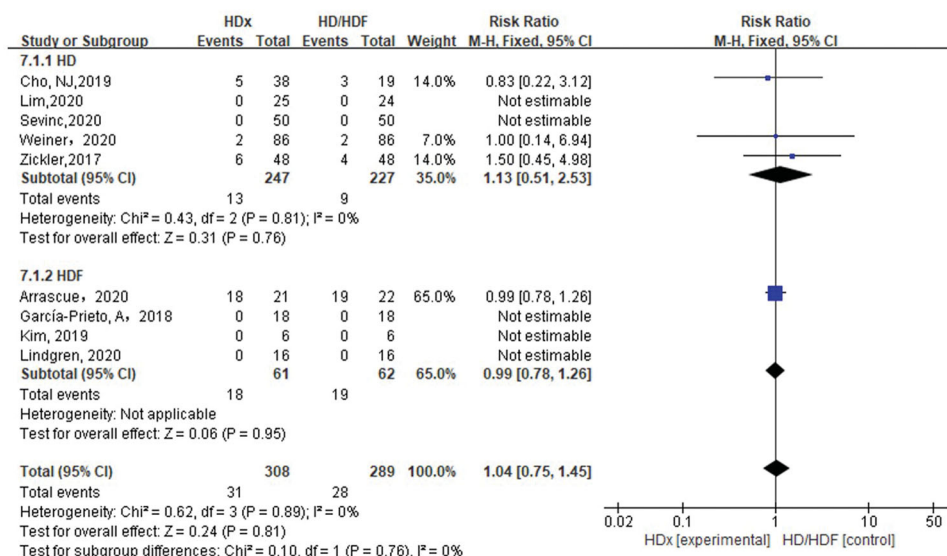 HDx HD/HDF Risk Ratio Risk Ratio
Study or Subgroup Events Total Events Total Weight M-H, Fixed, 95% CI M-H, Fixed, 95% CI
7.1.1 HD
Cho, NJ,2019 5 38 3 19 14.0% 0.83 [0.22, 3.12]
Lim,2020 0 25 0 24 Not estimable
Sevinc,2020 0 50 0 50 Not estimable
Weiner，2020 2 86 2 86 7.0% 1.00 [0.14, 6.94]
Zickler,2017 6 48 4 48 14.0% 1.50 [0.45, 4.98]
Subtotal (95% CI) 247 227 35.0% 1.13 [0.51, 2.53]
Total events 13 9
Heterogeneity: Chi² = 0.43, df = 2 (P = 0.81); I² = 0%
Test for overall effect: Z = 0.31 (P = 0.76)
7.1.2 HDF
Arrascue，2020 18 21 19 22 65.0% 0.99 [0.78, 1.26]
García-Prieto, A，2018 0 18 0 18 Not estimable
Kim, 2019 0 6 0 6 Not estimable
Lindgren, 2020 0 16 0 16 Not estimable
Subtotal (95% CI) 61 62 65.0% 0.99 [0.78, 1.26]
Total events 18 19
Heterogeneity: Not applicable
Test for overall effect: Z = 0.06 (P = 0.95)
Total (95% CI) 308 289 100.0% 1.04 [0.75, 1.45]
Total events 31 28
Heterogeneity: Chi² = 0.62, df = 3 (P = 0.89); I² = 0%
Test for overall effect: Z = 0.24 (P = 0.81)
Test for subgroup differences: Chi² = 0.10, df = 1 (P = 0.76), I² = 0%
0.02 0.1 1 10 50
HDx [experimental] HD/HDF [control]